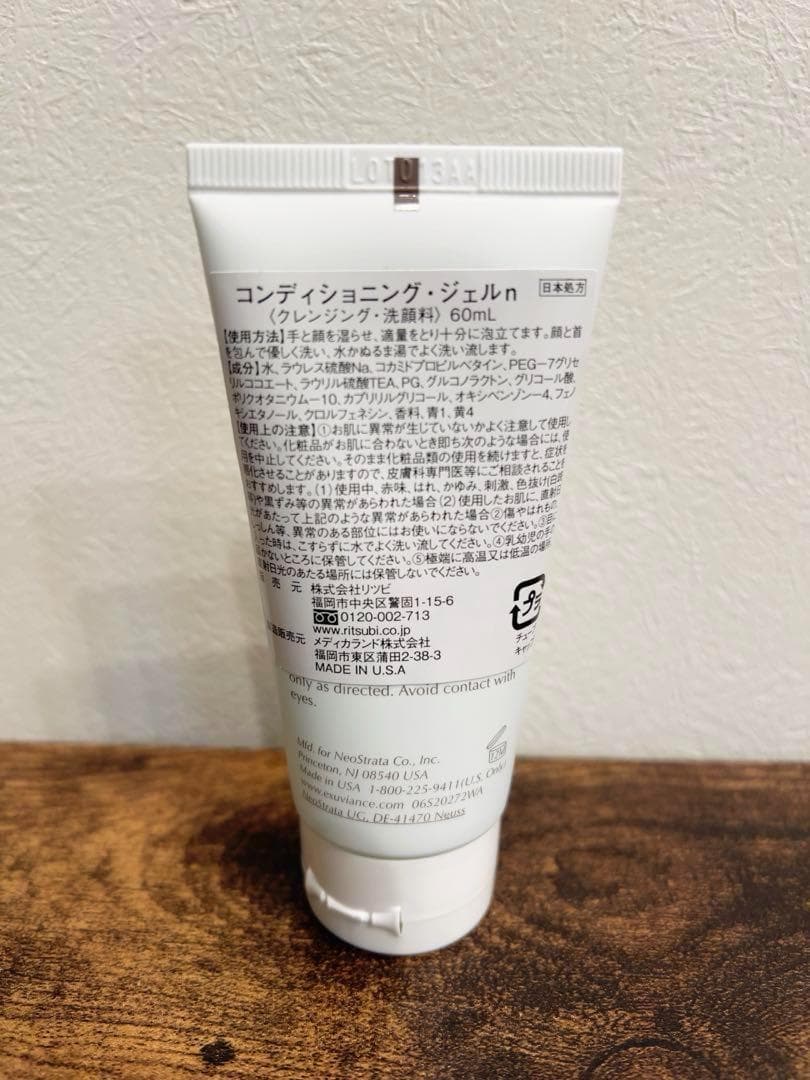 LOT 3AA
コンディショニング・ジェルn 日本処方
〈クレンジング・洗顔料〉 60mL
【使用方法】手と顔を湿らせ、適量をとり十分に泡立てます。顔と首
を包んで優しく洗い、水かぬるま湯でよく洗い流します。
【成分】水、ラウレス硫酸Na、コカミドプロピルベタイン、PEG-7グリセ
リルココエート、ラウリル硫酸TEA、PG、グルコノラクトン、グリコール酸、
ポリクオタニウム-10、カプリリルグリコール、オキシベンゾン-4、フェノ
キシエタノール、クロルフェネシン、香料、青1、黄4
【使用上の注意】①お肌に異常が生じていないかよく注意して使用し
てください。化粧品がお肌に合わないとき即ち次のような場合には、使
用を中止してください。そのまま化粧品類の使用を続けますと、症状を
悪化させることがありますので、皮膚科専門医等にご相談されることを
おすすめします。(1)使用中、赤味、はれ、かゆみ、刺激、色抜け(白斑
等)や黒ずみ等の異常があらわれた場合(2)使用したお肌に、直射日
光があたって上記のような異常があらわれた場合②傷やはれもの、
しっしん等、異常のある部位にはお使いにならないでください。③目に
入った時は、こすらずに水でよく洗い流してください。④乳幼児の手の
届かないところに保管してください。⑤極端に高温又は低温の場所、
直射日光のあたる場所には保管しないでください。
売 元 株式会社リツビ
福岡市中央区警固1-15-6
0120-002-713
www.ritsubi.co.jp
販売元 メディカランド株式会社
福岡市東区蒲田2-38-3
MADE IN U.S.A
プラ
チュー
キャ
only as directed. Avoid contact with
eyes.
12M
Mfd. for NeoStrata Co., Inc.
Princeton, NJ 08540 USA
Made in USA 1-800-225-9411(U.S. Only)
www.exuviance.com 06S20272WA
NeoStrata UG, DE-41470 Neuss